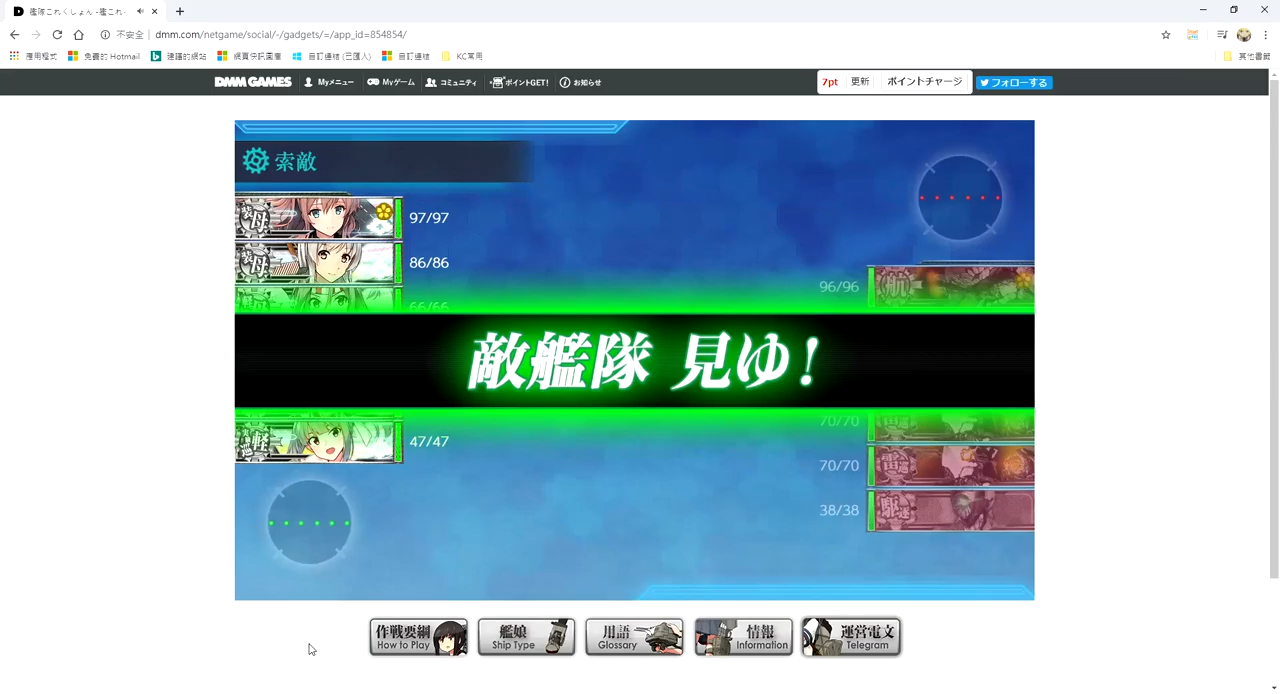 艦隊これくしょん -艦これ-
不安全
dmm.com/netgame/social/-/gadgets/=/app_id=854854/
應用程式 免費的 Hotmail 建議的網站 網頁快訊圖庫 自訂連結 (已匯入) 自訂連結 KC常用 其他書籤
DMM GAMES Myメニュー Myゲーム コミュニティ ポイントGET! お知らせ 7pt 更新 ポイントチャージ フォローする
索敵
97/97
86/86
66/66
96/96
敵艦隊 見ゆ!
70/70
47/47
70/70
38/38
作戦要綱
How to Play
艦娘
Ship Type
用語
Glossary
情報
Information
運営電文
Telegram